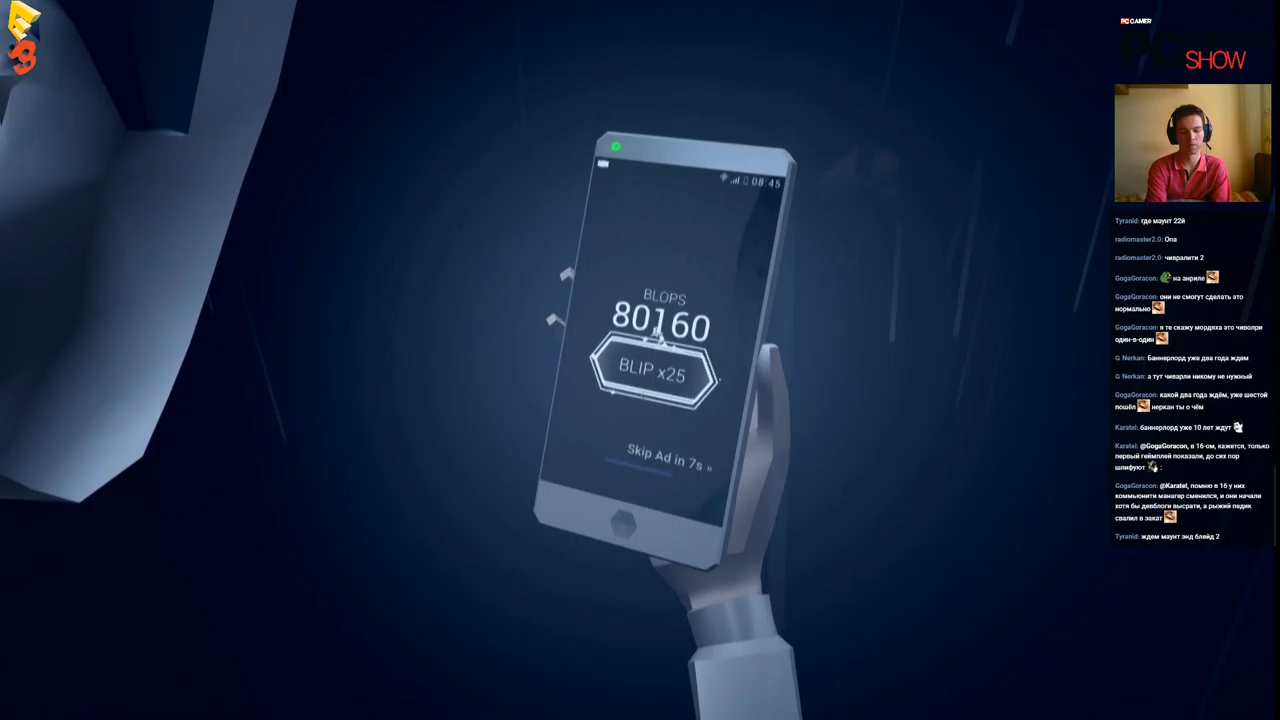 E3
PC GAMER
PC GAMING
SHOW
08:45
BLOPS
80160
BLIP x25
Skip Ad in 7s »
Tyranid: где маунт 22й
radiomaster2.0: Опа
radiomaster2.0: чивралити 2
GogaGoracon: на анриле
GogaGoracon: они не смогут сделать это
нормально
GogaGoracon: я те скажу мордяха это чиволри
один-в-один
G Nerkan: Баннерлорд уже два года ждем
G Nerkan: а тут чиварли никому не нужный
GogaGoracon: какой два года ждём, уже шестой
пошёл неркан ты о чём
Karatel: баннерлорд уже 10 лет ждут
Karatel: @GogaGoracon, в 16-ом, кажется, только
первый геймплей показали, до сих пор
шлифуют :
GogaGoracon: @Karatel, помню в 16 у них
коммьюнити манагер сменился, и они начали
хотя бы девблоги высрати, а рыжий педик
свалил в закат
Tyranid: ждем маунт энд блейд 2